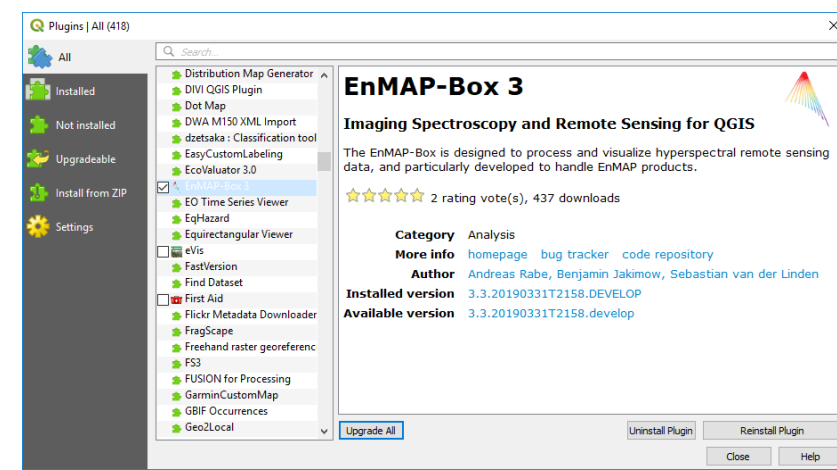 Plugins | All (418)
All
Installed
Not installed
Upgradeable
Install from ZIP
Settings
Search...
Distribution Map Generator
DIVI QGIS Plugin
Dot Map
DWA M150 XML Import
dzetsaka : Classification tool
EasyCustomLabeling
EcoValuator 3.0
EnMAP-Box 3
EO Time Series Viewer
EqHazard
Equirectangular Viewer
eVis
FastVersion
Find Dataset
First Aid
Flickr Metadata Downloader
FragScape
Freehand raster georeferenc
FS3
FUSION for Processing
GarminCustomMap
GBIF Occurrences
Geo2Local
EnMAP-Box 3
Imaging Spectroscopy and Remote Sensing for QGIS
The EnMAP-Box is designed to process and visualize hyperspectral remote sensing
data, and particularly developed to handle EnMAP products.
2 rating vote(s), 437 downloads
Category Analysis
More info homepage bug tracker code repository
Author Andreas Rabe, Benjamin Jakimow, Sebastian van der Linden
Installed version 3.3.20190331T2158.DEVELOP
Available version 3.3.20190331T2158.develop
Upgrade All
Uninstall Plugin
Reinstall Plugin
Close
Help